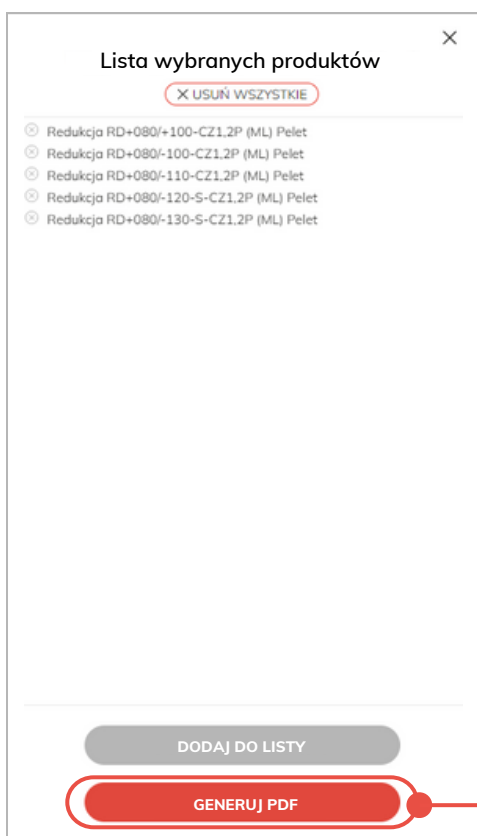 Lista wybranych produktów
USUŃ WSZYSTKIE
Redukcja RD+080/+100-CZ1,2P (ML) Pelet
Redukcja RD+080/-100-CZ1,2P (ML) Pelet
Redukcja RD+080/-110-CZ1,2P (ML) Pelet
Redukcja RD+080/-120-S-CZ1,2P (ML) Pelet
Redukcja RD+080/-130-S-CZ1,2P (ML) Pelet
DODAJ DO LISTY
GENERUJ PDF